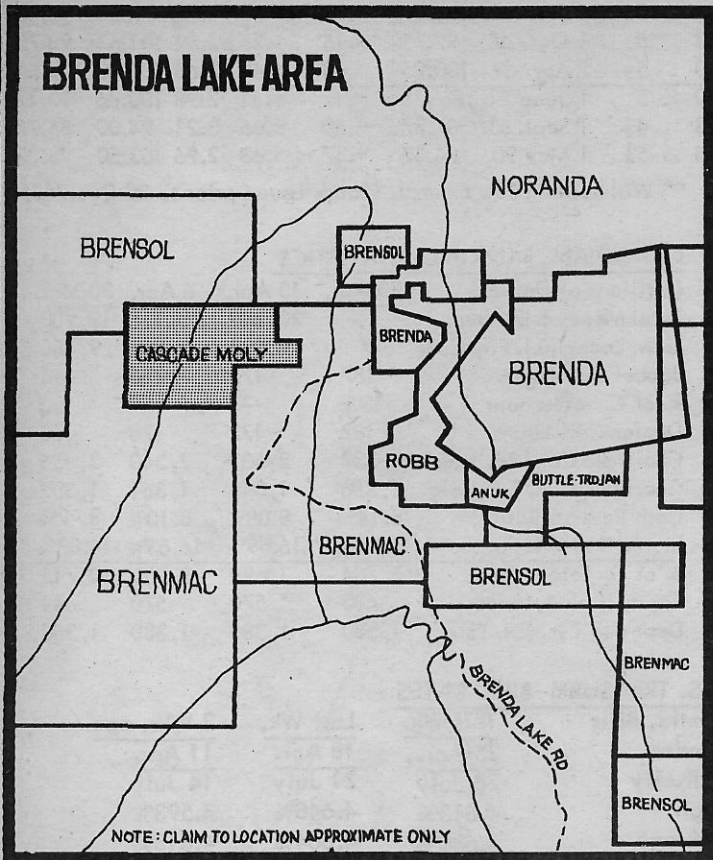 BRENDA LAKE AREA
NORANDA
BRENSOL
BRENSOL
BRENDA
CASCADE MOLY
BRENDA
ROBB
ANUK
BUTTLE-TROJAN
BRENMAC
BRENMAC
BRENSOL
BRENMAC
BRENDA LAKE RD
BRENSOL
NOTE: CLAIM TO LOCATION APPROXIMATE ONLY